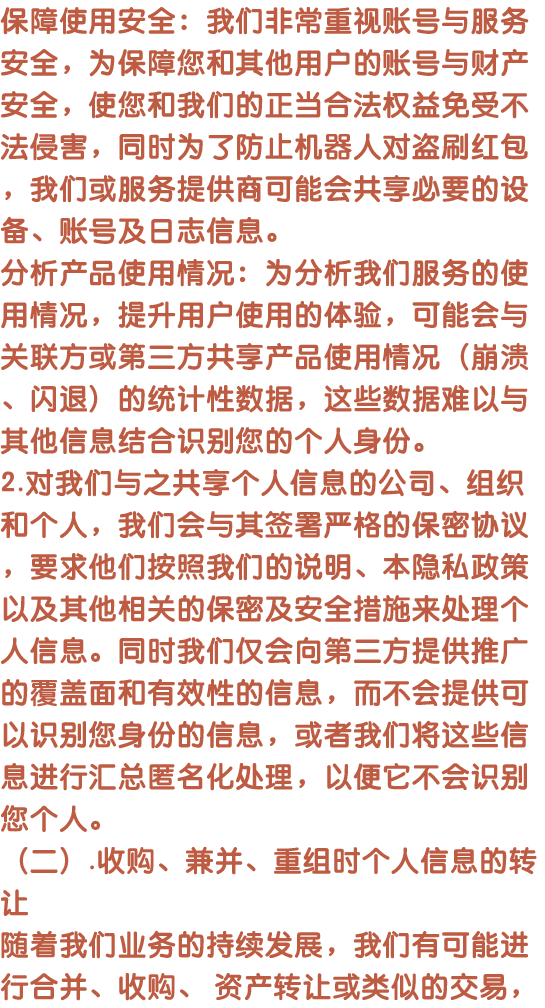 保障使用安全：我们非常重视账号与服务
安全，为保障您和其他用户的账号与财产
安全，使您和我们的正当合法权益免受不
法侵害，同时为了防止机器人对盗刷红包
，我们或服务提供商可能会共享必要的设
备、账号及日志信息。
分析产品使用情况：为分析我们服务的使
用情况，提升用户使用的体验，可能会与
关联方或第三方共享产品使用情况（崩溃
、闪退）的统计性数据，这些数据难以与
其他信息结合识别您的个人身份。
2.对我们与之共享个人信息的公司、组织
和个人，我们会与其签署严格的保密协议
，要求他们按照我们的说明、本隐私政策
以及其他相关的保密及安全措施来处理个
人信息。同时我们仅会向第三方提供推广
的覆盖面和有效性的信息，而不会提供可
以识别您身份的信息，或者我们将这些信
息进行汇总匿名化处理，以便它不会识别
您个人。
（二）.收购、兼并、重组时个人信息的转
让
随着我们业务的持续发展，我们有可能进
行合并、收购、 资产转让或类似的交易，